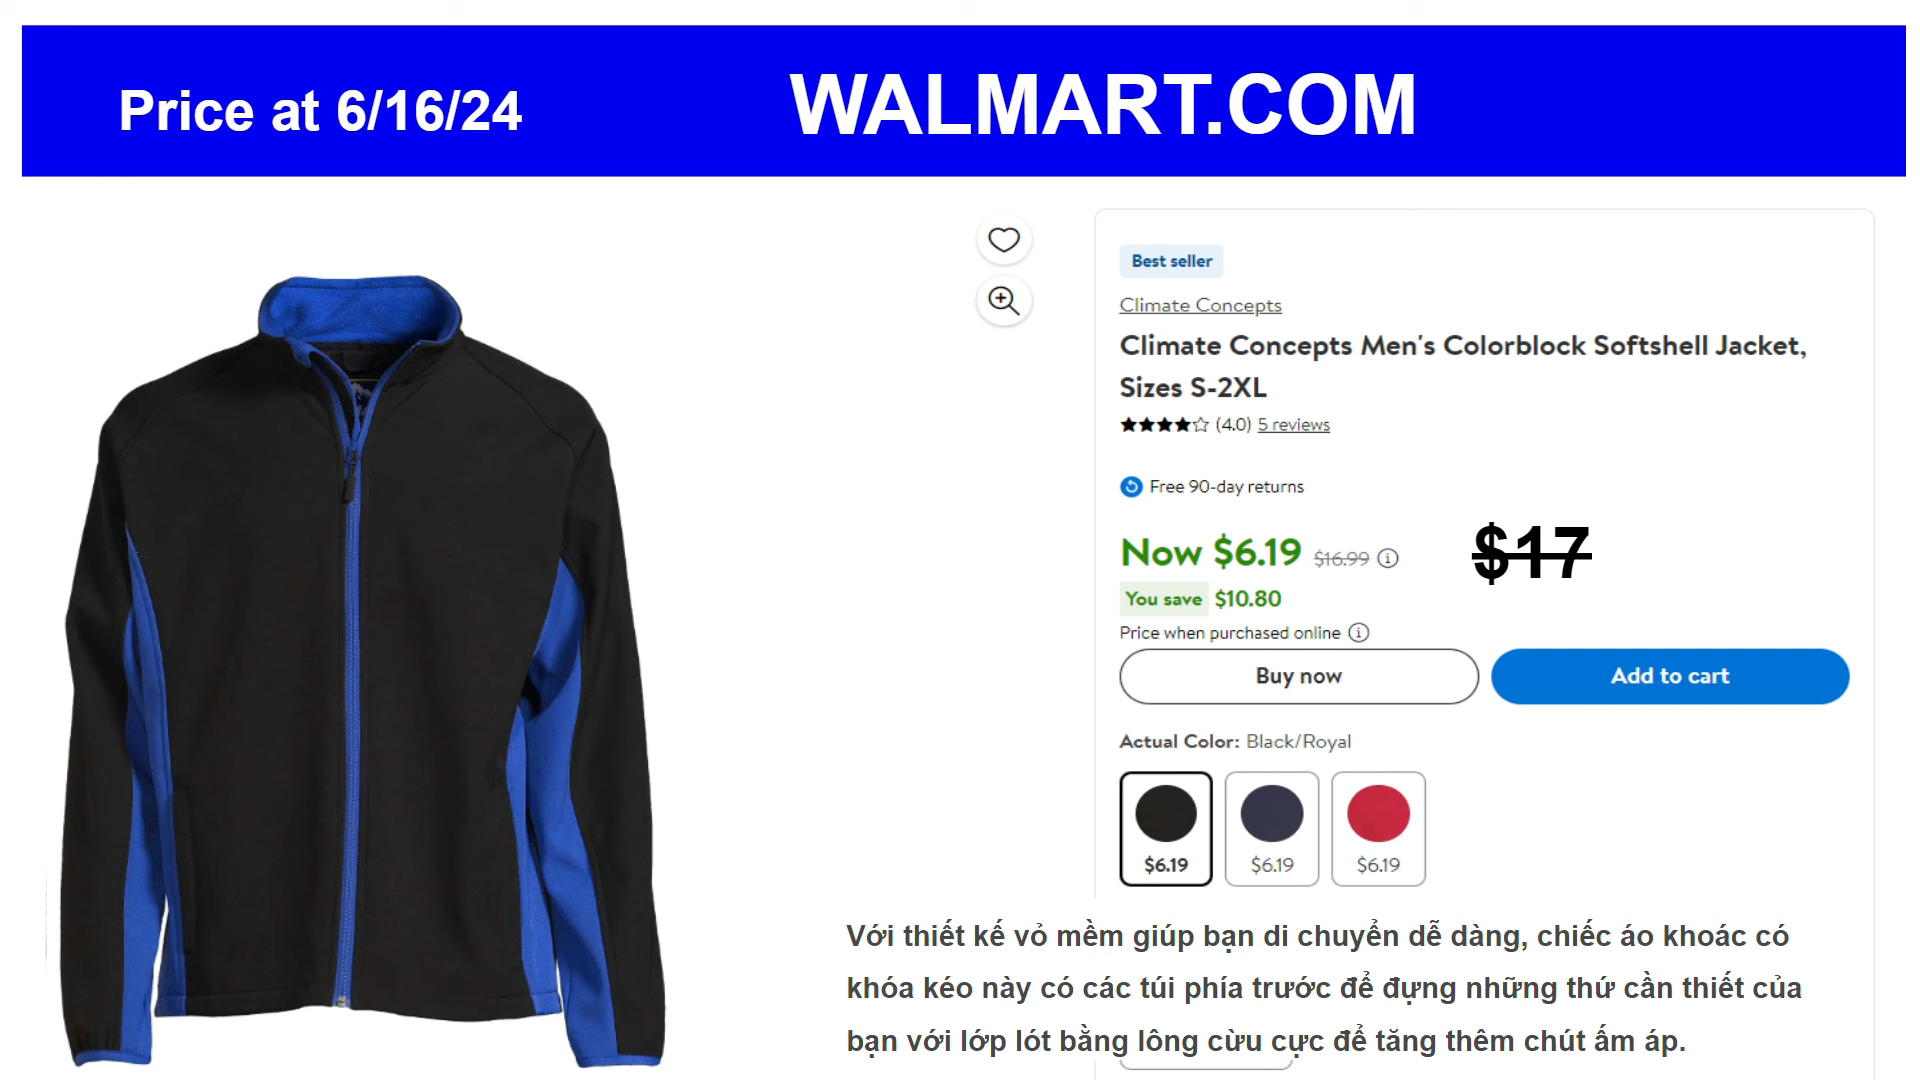 Price at 6/16/24
WALMART.COM
Best seller
Climate Concepts
Climate Concepts Men's Colorblock Softshell Jacket,
Sizes S-2XL
(4.0) 5 reviews
Free 90-day returns
Now $6.19 $16.99
$17
You save $10.80
Price when purchased online
Buy now
Add to cart
Actual Color: Black/Royal
$6.19 $6.19 $6.19
Với thiết kế vỏ mềm giúp bạn di chuyển dễ dàng, chiếc áo khoác có
khóa kéo này có các túi phía trước để đựng những thứ cần thiết của
bạn với lớp lót bằng lông cừu cực để tăng thêm chút ấm áp.